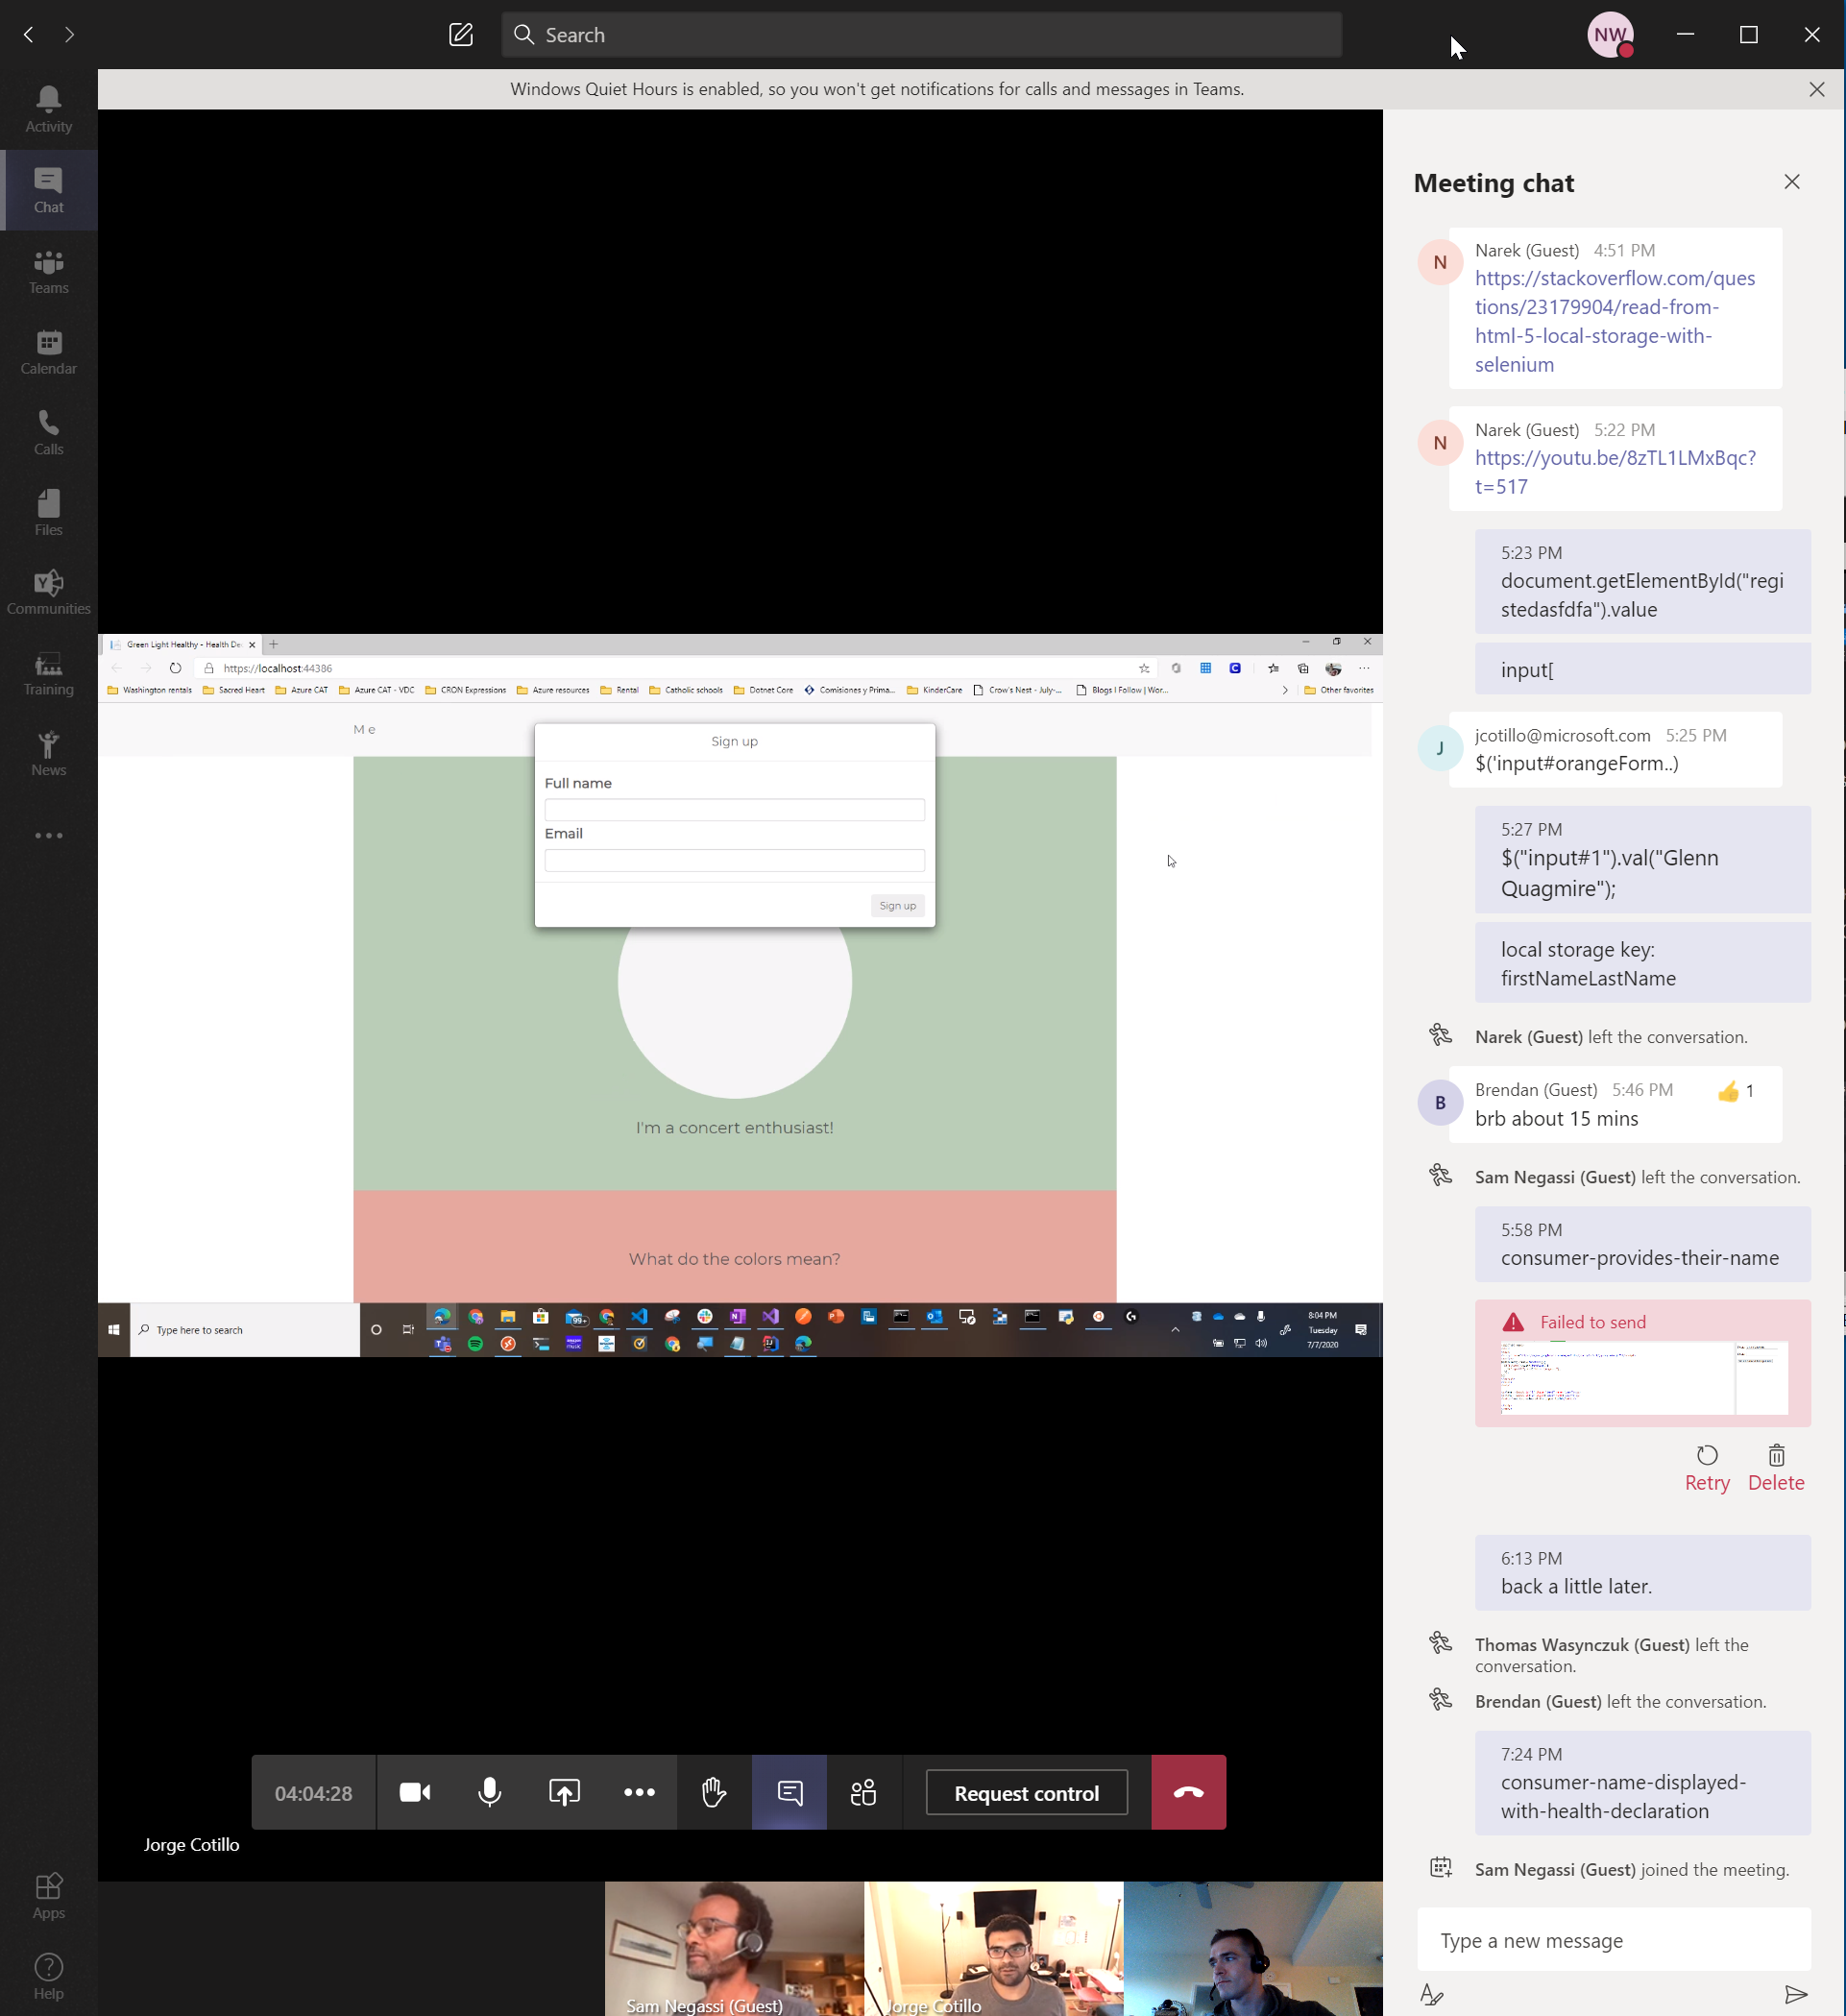 Search
NW
Windows Quiet Hours is enabled, so you won't get notifications for calls and messages in Teams.
Activity
Chat
Teams
Calendar
Calls
Files
Communities
Training
News
Apps
Help
Green Light Healthy - Health De
https://localhost:44386
Washington rentals
Sacred Heart
Azure CAT
Azure CAT - VDC
CRON Expressions
Azure resources
Rental
Catholic schools
Dotnet Core
Comisiones y Prima...
KinderCare
Crow's Nest - July-...
Blogs I Follow | Wor...
Other favorites
Me
Sign up
Full name
Email
Sign up
I'm a concert enthusiast!
What do the colors mean?
Type here to search
99+
8:04 PM
Tuesday
7/7/2020
04:04:28
Request control
Jorge Cotillo
Sam Negassi (Guest)
Jorge Cotillo
Meeting chat
N
Narek (Guest) 4:51 PM
https://stackoverflow.com/ques
tions/23179904/read-from-
html-5-local-storage-with-
selenium
N
Narek (Guest) 5:22 PM
https://youtu.be/8zTL1LMxBqc?
t=517
5:23 PM
document.getElementById("regi
stedasfdfa").value
input[
J
jcotillo@microsoft.com 5:25 PM
$('input#orangeForm..)
5:27 PM
$("input#1").val("Glenn
Quagmire");
local storage key:
firstNameLastName
Narek (Guest) left the conversation.
B
Brendan (Guest) 5:46 PM 1
brb about 15 mins
Sam Negassi (Guest) left the conversation.
5:58 PM
consumer-provides-their-name
Failed to send
Retry Delete
6:13 PM
back a little later.
Thomas Wasynczuk (Guest) left the
conversation.
Brendan (Guest) left the conversation.
7:24 PM
consumer-name-displayed-
with-health-declaration
Sam Negassi (Guest) joined the meeting.
Type a new message